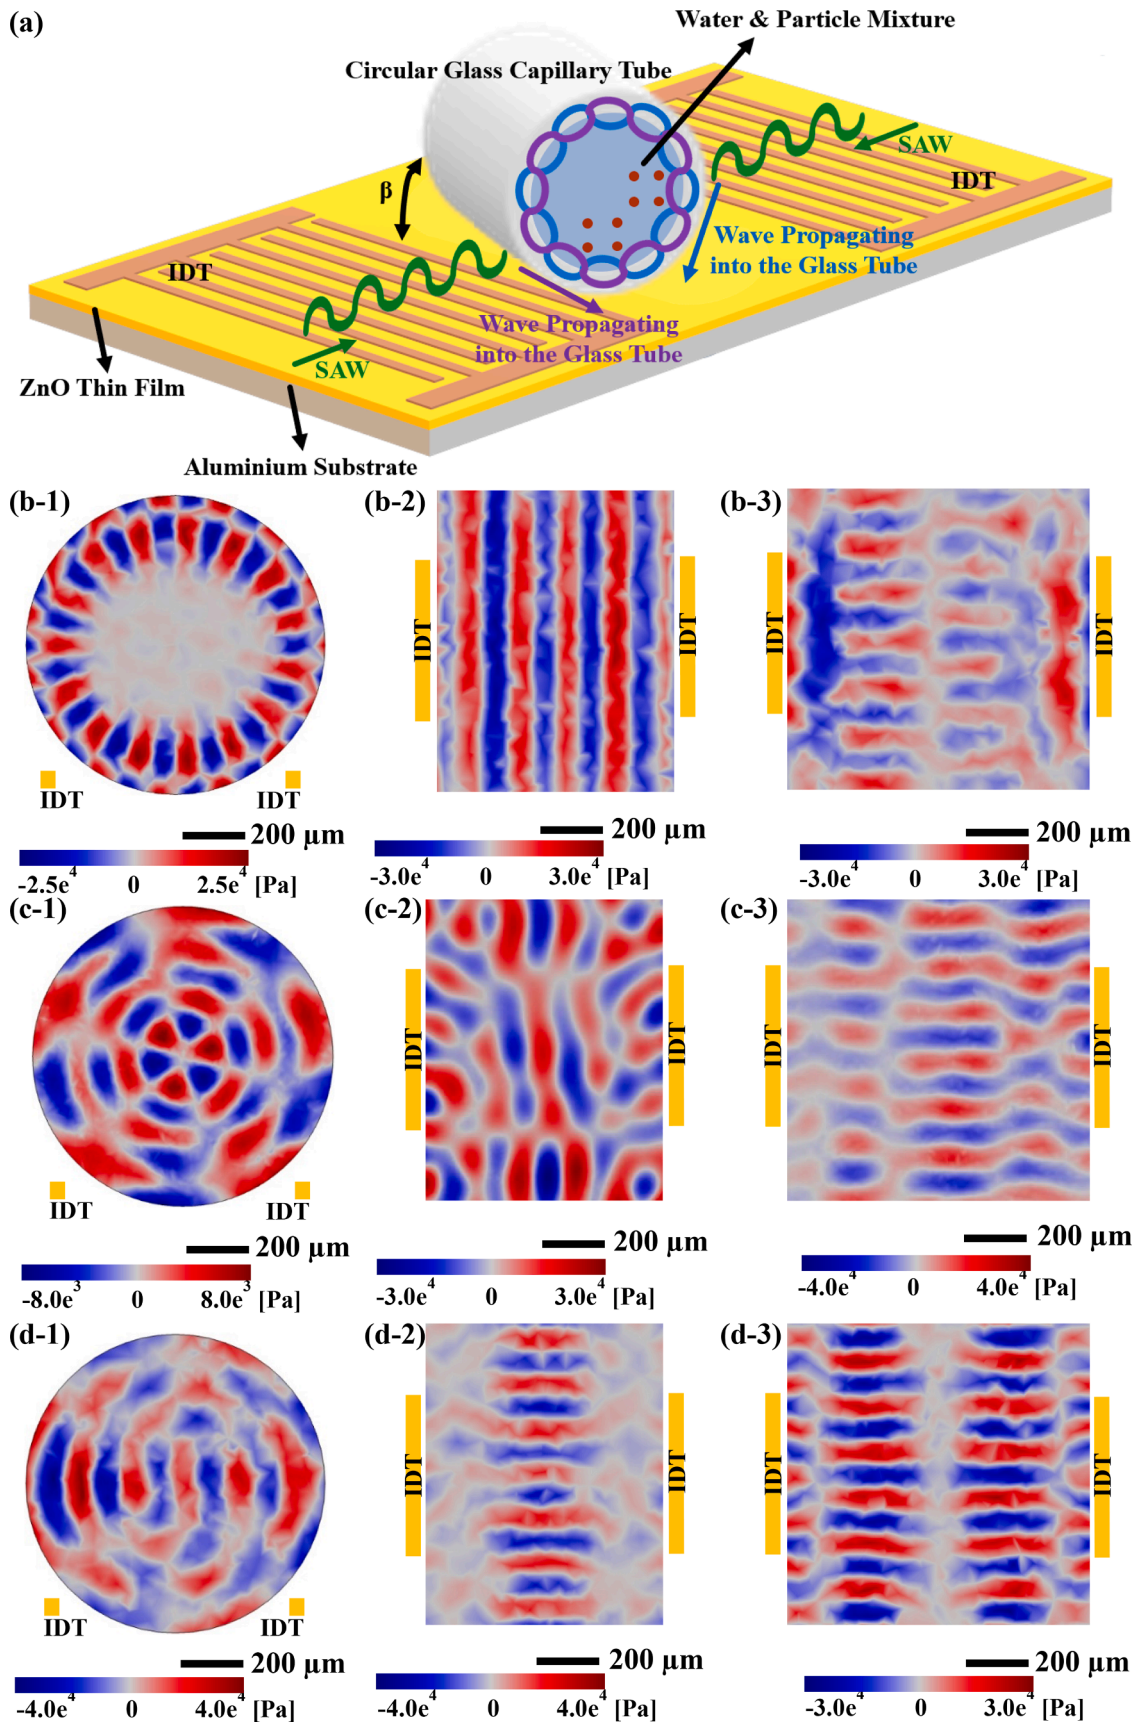 (a)
Water & Particle Mixture
Circular Glass Capillary Tube
SAW
IDT
β
Wave Propagating
into the Glass Tube
IDT
Wave Propagating
into the Glass Tube
SAW
ZnO Thin Film
Aluminium Substrate
(b-1)
IDT
IDT
200 μm
-2.5e⁴ 0 2.5e⁴ [Pa]
(b-2)
IDT
IDT
200 μm
-3.0e⁴ 0 3.0e⁴ [Pa]
(b-3)
IDT
IDT
200 μm
-3.0e⁴ 0 3.0e⁴ [Pa]
(c-1)
IDT
IDT
200 μm
-8.0e³ 0 8.0e³ [Pa]
(c-2)
IDT
IDT
200 μm
-3.0e⁴ 0 3.0e⁴ [Pa]
(c-3)
IDT
IDT
200 μm
-4.0e⁴ 0 4.0e⁴ [Pa]
(d-1)
IDT
IDT
200 μm
-4.0e⁴ 0 4.0e⁴ [Pa]
(d-2)
IDT
IDT
200 μm
-4.0e⁴ 0 4.0e⁴ [Pa]
(d-3)
IDT
IDT
200 μm
-3.0e⁴ 0 3.0e⁴ [Pa]